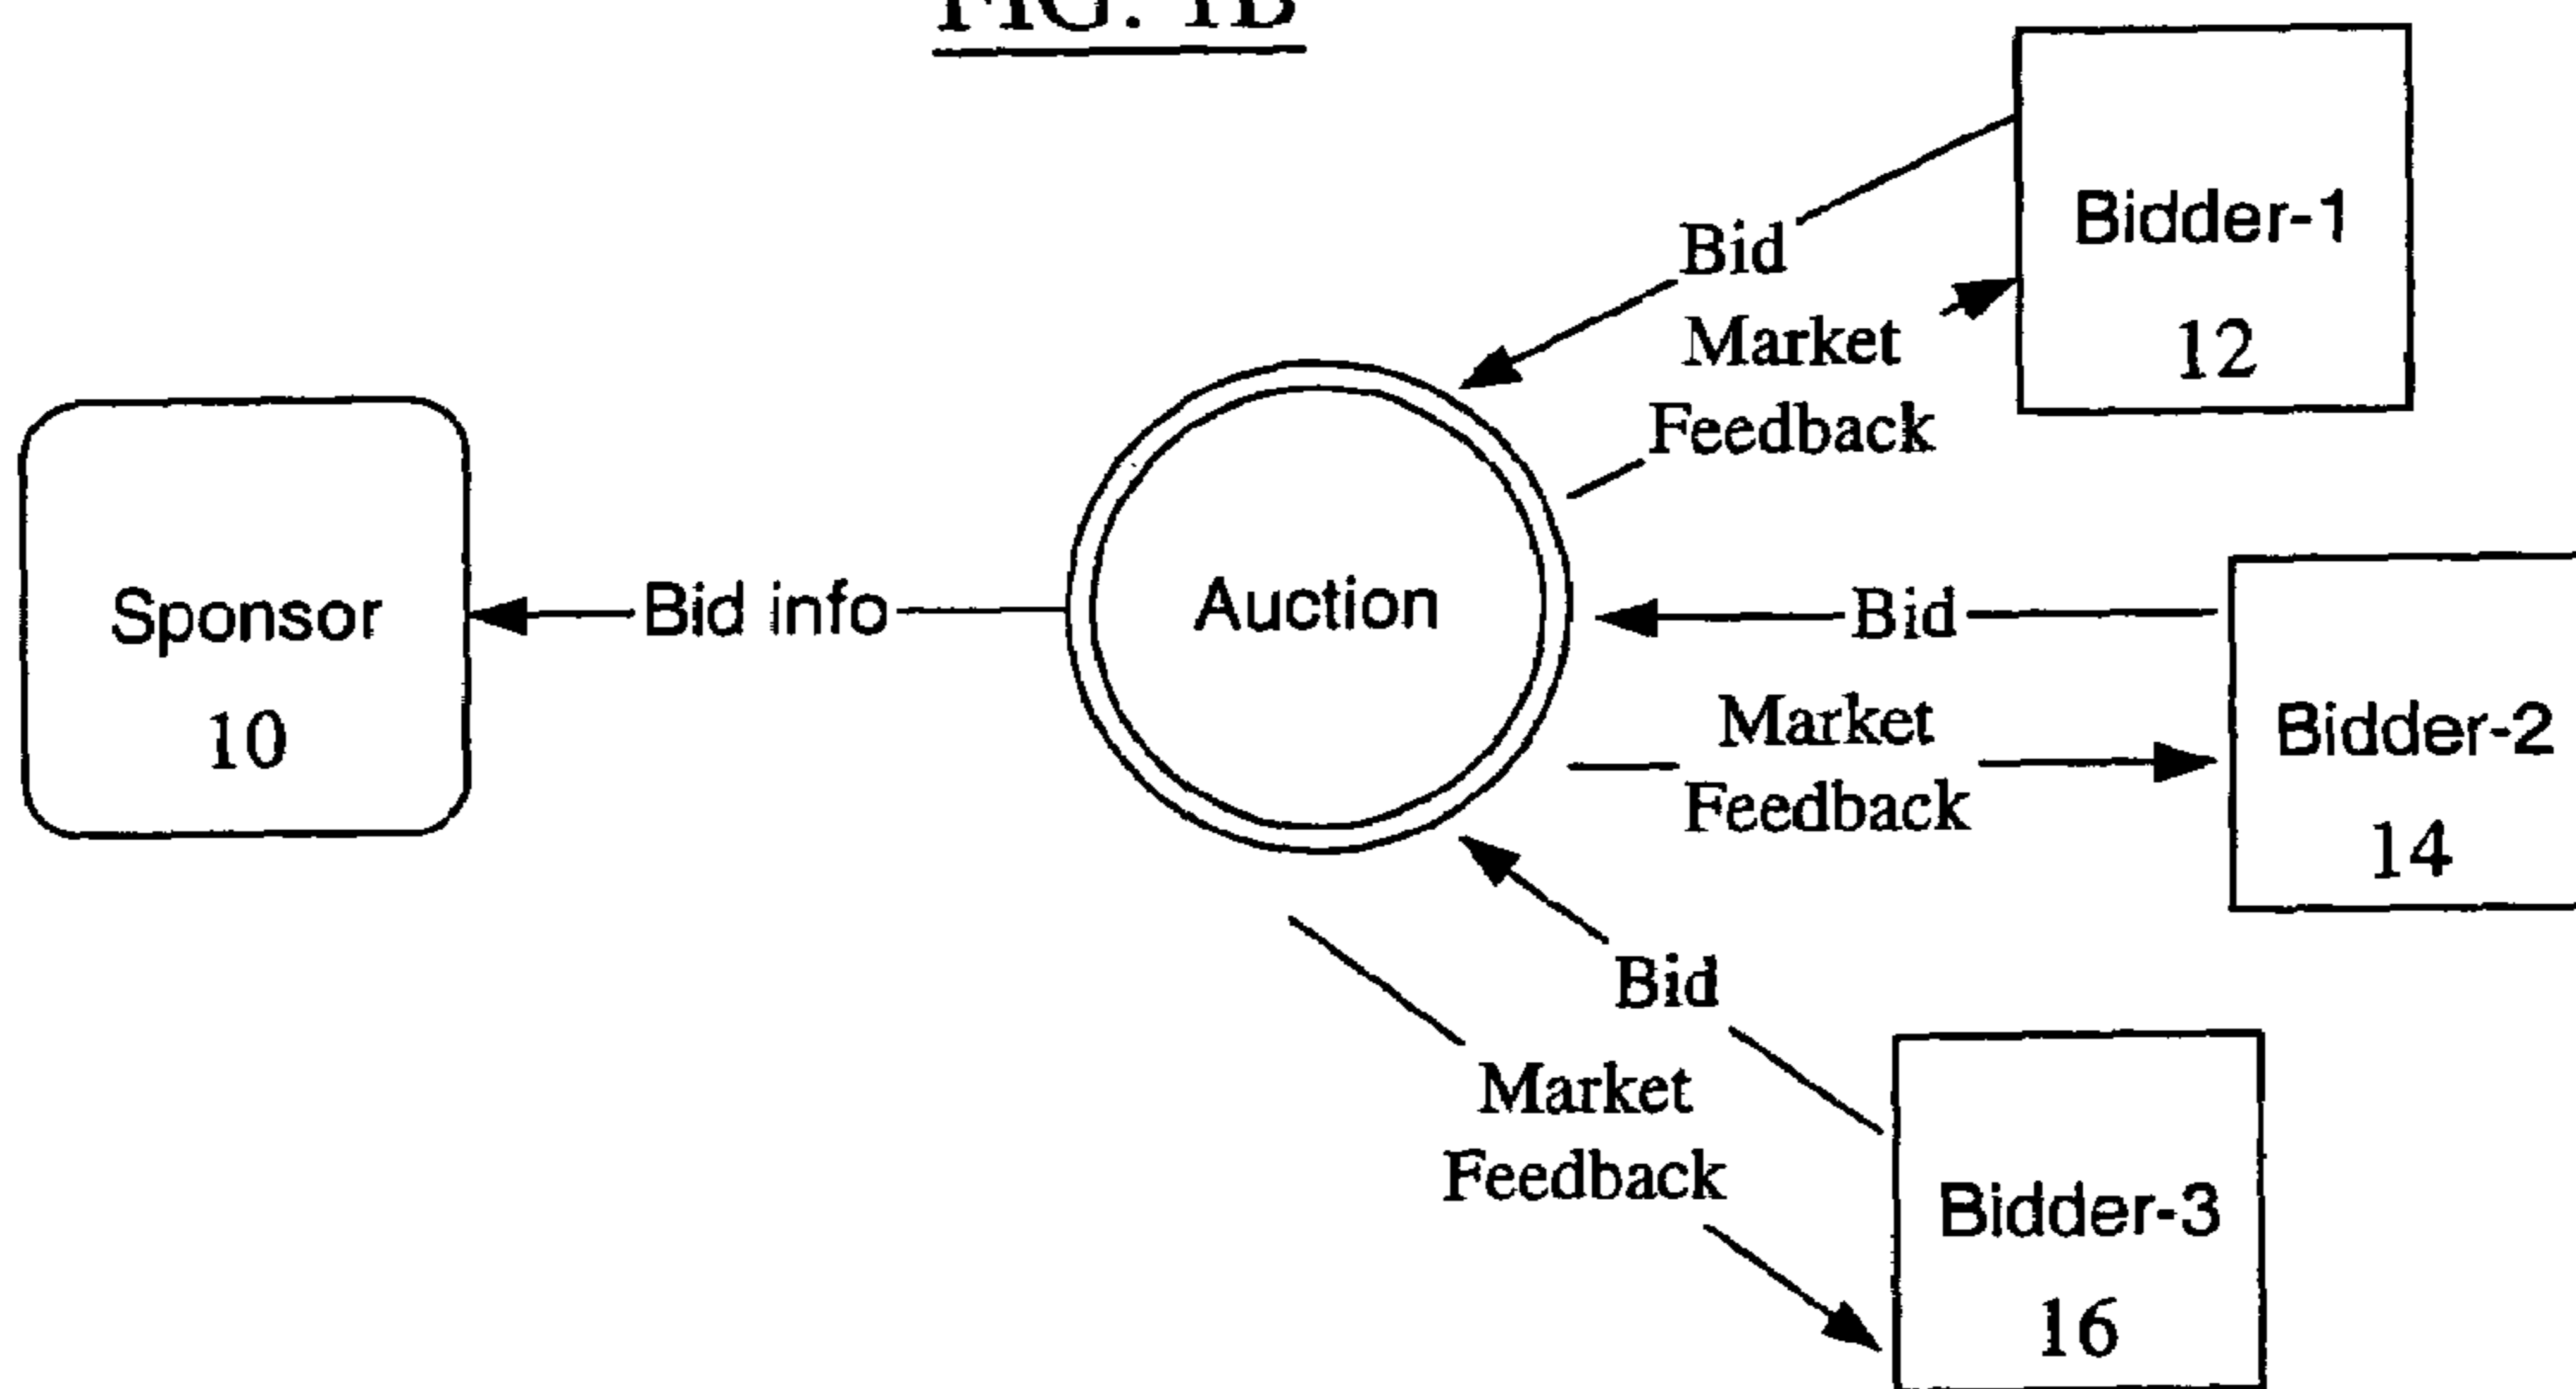 FIG. 1B
Bidder-1
12
Bid
Market
Feedback
Sponsor
10
Bid info
Auction
Bid
Market
Feedback
Bidder-2
14
Bid
Market
Feedback
Bidder-3
16